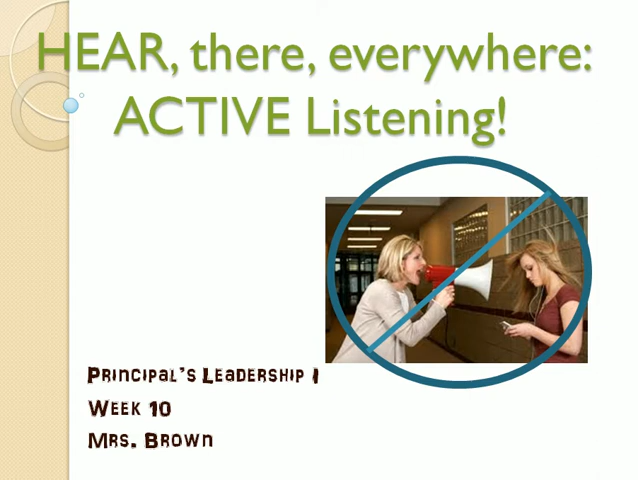 HEAR, there, everywhere:
ACTIVE Listening!
Principal's Leadership I
Week 10
Mrs. Brown